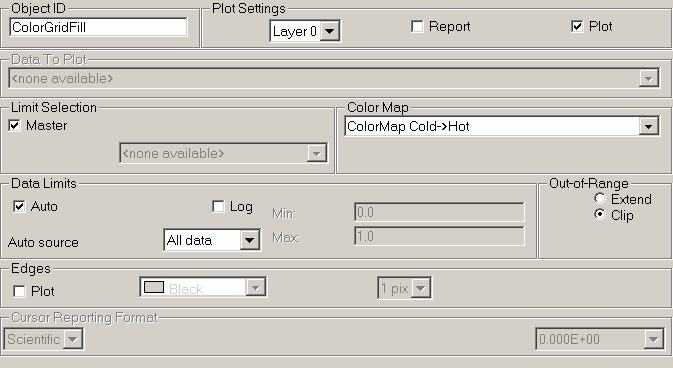 Object ID
ColorGridFill
Plot Settings
Layer 0
Report
Plot
Data To Plot
<none available>
Limit Selection
Master
<none available>
Color Map
ColorMap Cold->Hot
Data Limits
Auto
Log
Min:
0.0
Auto source
All data
Max:
1.0
Out-of-Range
Extend
Clip
Edges
Plot
Black
1 pix
Cursor Reporting Format
Scientific
0.000E+00